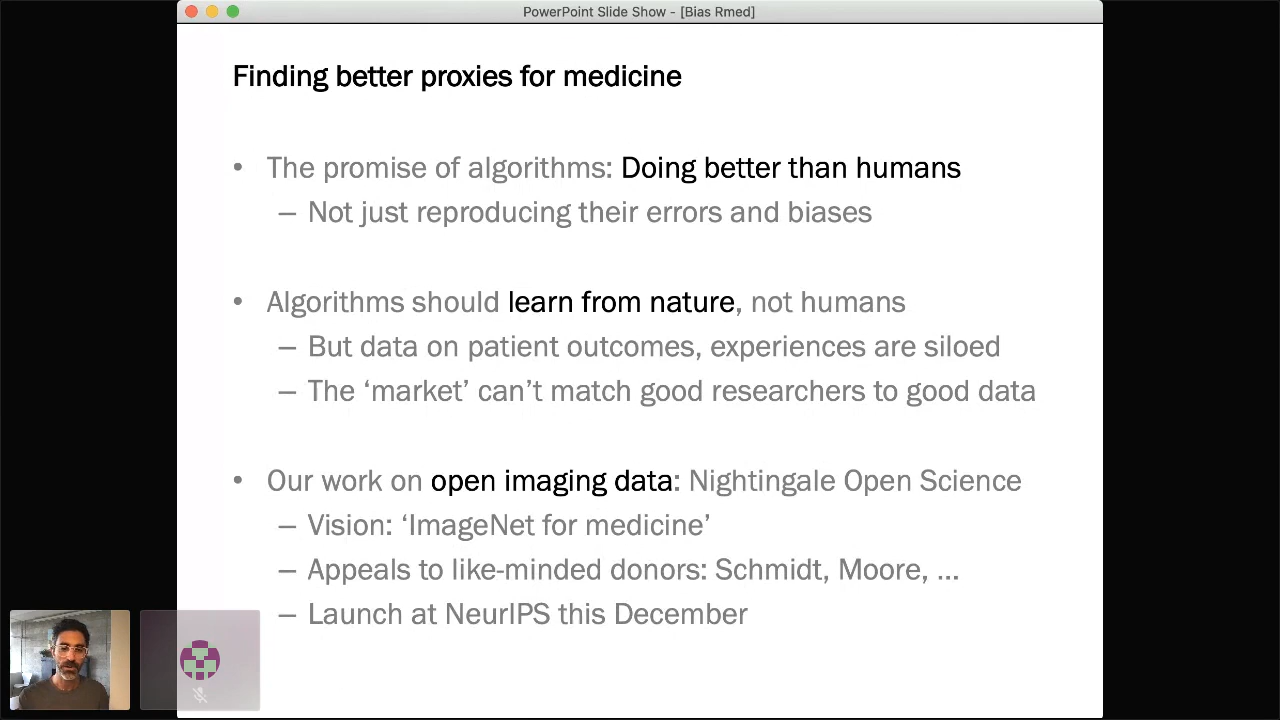 PowerPoint Slide Show - [Bias Rmed]
Finding better proxies for medicine
• The promise of algorithms: Doing better than humans
– Not just reproducing their errors and biases
• Algorithms should learn from nature, not humans
– But data on patient outcomes, experiences are siloed
– The ‘market’ can’t match good researchers to good data
• Our work on open imaging data: Nightingale Open Science
– Vision: ‘ImageNet for medicine’
– Appeals to like-minded donors: Schmidt, Moore, ...
– Launch at NeurIPS this December